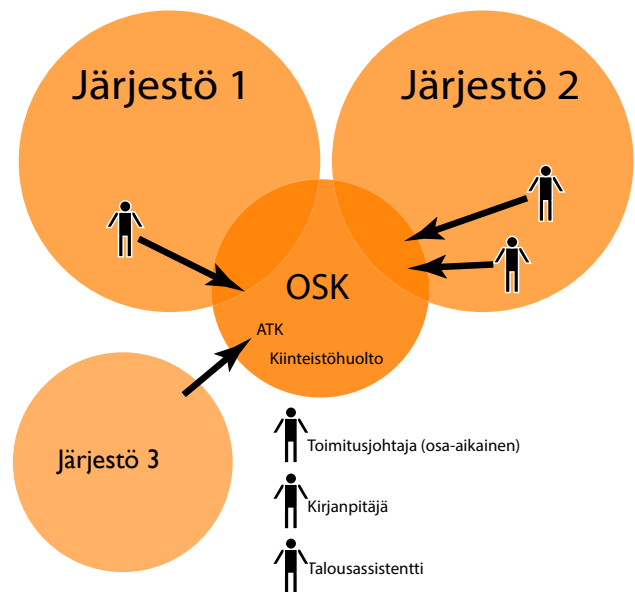 Järjestö 1
Järjestö 2
OSK
ATK
Kiinteistöhuolto
Järjestö 3
Toimitusjohtaja (osa-aikainen)
Kirjanpitäjä
Talousassistentti